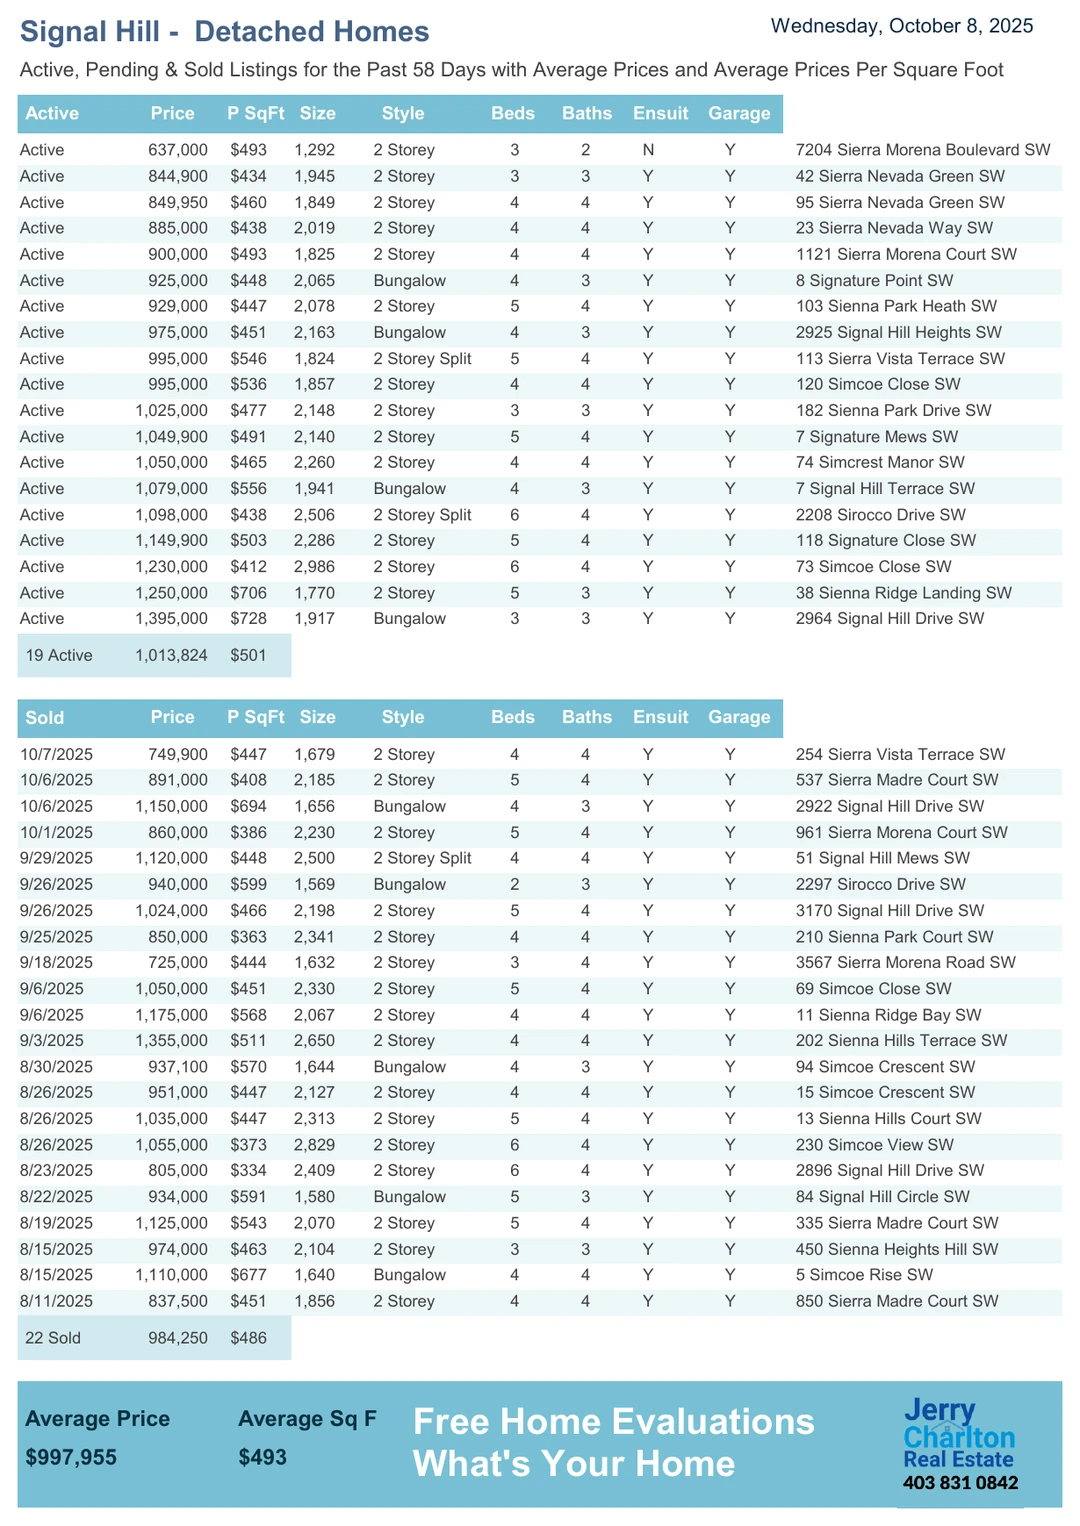 Signal Hill - Detached Homes
Wednesday, October 8, 2025
Active, Pending & Sold Listings for the Past 58 Days with Average Prices and Average Prices Per Square Foot
Active Price P SqFt Size Style Beds Baths Ensuit Garage
Active 637,000 $493 1,292 2 Storey 3 2 N Y 7204 Sierra Morena Boulevard SW
Active 844,900 $434 1,945 2 Storey 3 3 Y Y 42 Sierra Nevada Green SW
Active 849,950 $460 1,849 2 Storey 4 4 Y Y 95 Sierra Nevada Green SW
Active 885,000 $438 2,019 2 Storey 4 4 Y Y 23 Sierra Nevada Way SW
Active 900,000 $493 1,825 2 Storey 4 4 Y Y 1121 Sierra Morena Court SW
Active 925,000 $448 2,065 Bungalow 4 3 Y Y 8 Signature Point SW
Active 929,000 $447 2,078 2 Storey 5 4 Y Y 103 Sienna Park Heath SW
Active 975,000 $451 2,163 Bungalow 4 3 Y Y 2925 Signal Hill Heights SW
Active 995,000 $546 1,824 2 Storey Split 5 4 Y Y 113 Sierra Vista Terrace SW
Active 995,000 $536 1,857 2 Storey 4 4 Y Y 120 Simcoe Close SW
Active 1,025,000 $477 2,148 2 Storey 3 3 Y Y 182 Sienna Park Drive SW
Active 1,049,900 $491 2,140 2 Storey 5 4 Y Y 7 Signature Mews SW
Active 1,050,000 $465 2,260 2 Storey 4 4 Y Y 74 Simcrest Manor SW
Active 1,079,000 $556 1,941 Bungalow 4 3 Y Y 7 Signal Hill Terrace SW
Active 1,098,000 $438 2,506 2 Storey Split 6 4 Y Y 2208 Sirocco Drive SW
Active 1,149,900 $503 2,286 2 Storey 5 4 Y Y 118 Signature Close SW
Active 1,230,000 $412 2,986 2 Storey 6 4 Y Y 73 Simcoe Close SW
Active 1,250,000 $706 1,770 2 Storey 5 3 Y Y 38 Sienna Ridge Landing SW
Active 1,395,000 $728 1,917 Bungalow 3 3 Y Y 2964 Signal Hill Drive SW
19 Active 1,013,824 $501
Sold Price P SqFt Size Style Beds Baths Ensuit Garage
10/7/2025 749,900 $447 1,679 2 Storey 4 4 Y Y 254 Sierra Vista Terrace SW
10/6/2025 891,000 $408 2,185 2 Storey 5 4 Y Y 537 Sierra Madre Court SW
10/6/2025 1,150,000 $694 1,656 Bungalow 4 3 Y Y 2922 Signal Hill Drive SW
10/1/2025 860,000 $386 2,230 2 Storey 5 4 Y Y 961 Sierra Morena Court SW
9/29/2025 1,120,000 $448 2,500 2 Storey Split 4 4 Y Y 51 Signal Hill Mews SW
9/26/2025 940,000 $599 1,569 Bungalow 2 3 Y Y 2297 Sirocco Drive SW
9/26/2025 1,024,000 $466 2,198 2 Storey 5 4 Y Y 3170 Signal Hill Drive SW
9/25/2025 850,000 $363 2,341 2 Storey 4 4 Y Y 210 Sienna Park Court SW
9/18/2025 725,000 $444 1,632 2 Storey 3 4 Y Y 3567 Sierra Morena Road SW
9/6/2025 1,050,000 $451 2,330 2 Storey 5 4 Y Y 69 Simcoe Close SW
9/6/2025 1,175,000 $568 2,067 2 Storey 4 4 Y Y 11 Sienna Ridge Bay SW
9/3/2025 1,355,000 $511 2,650 2 Storey 4 4 Y Y 202 Sienna Hills Terrace SW
8/30/2025 937,100 $570 1,644 Bungalow 4 3 Y Y 94 Simcoe Crescent SW
8/26/2025 951,000 $447 2,127 2 Storey 4 4 Y Y 15 Simcoe Crescent SW
8/26/2025 1,035,000 $447 2,313 2 Storey 5 4 Y Y 13 Sienna Hills Court SW
8/26/2025 1,055,000 $373 2,829 2 Storey 6 4 Y Y 230 Simcoe View SW
8/23/2025 805,000 $334 2,409 2 Storey 6 4 Y Y 2896 Signal Hill Drive SW
8/22/2025 934,000 $591 1,580 Bungalow 5 3 Y Y 84 Signal Hill Circle SW
8/19/2025 1,125,000 $543 2,070 2 Storey 5 4 Y Y 335 Sierra Madre Court SW
8/15/2025 974,000 $463 2,104 2 Storey 3 3 Y Y 450 Sienna Heights Hill SW
8/15/2025 1,110,000 $677 1,640 Bungalow 4 4 Y Y 5 Simcoe Rise SW
8/11/2025 837,500 $451 1,856 2 Storey 4 4 Y Y 850 Sierra Madre Court SW
22 Sold 984,250 $486
Average Price Average Sq F
$997,955 $493
Free Home Evaluations
What's Your Home
Jerry
Charlton
Real Estate
403 831 0842